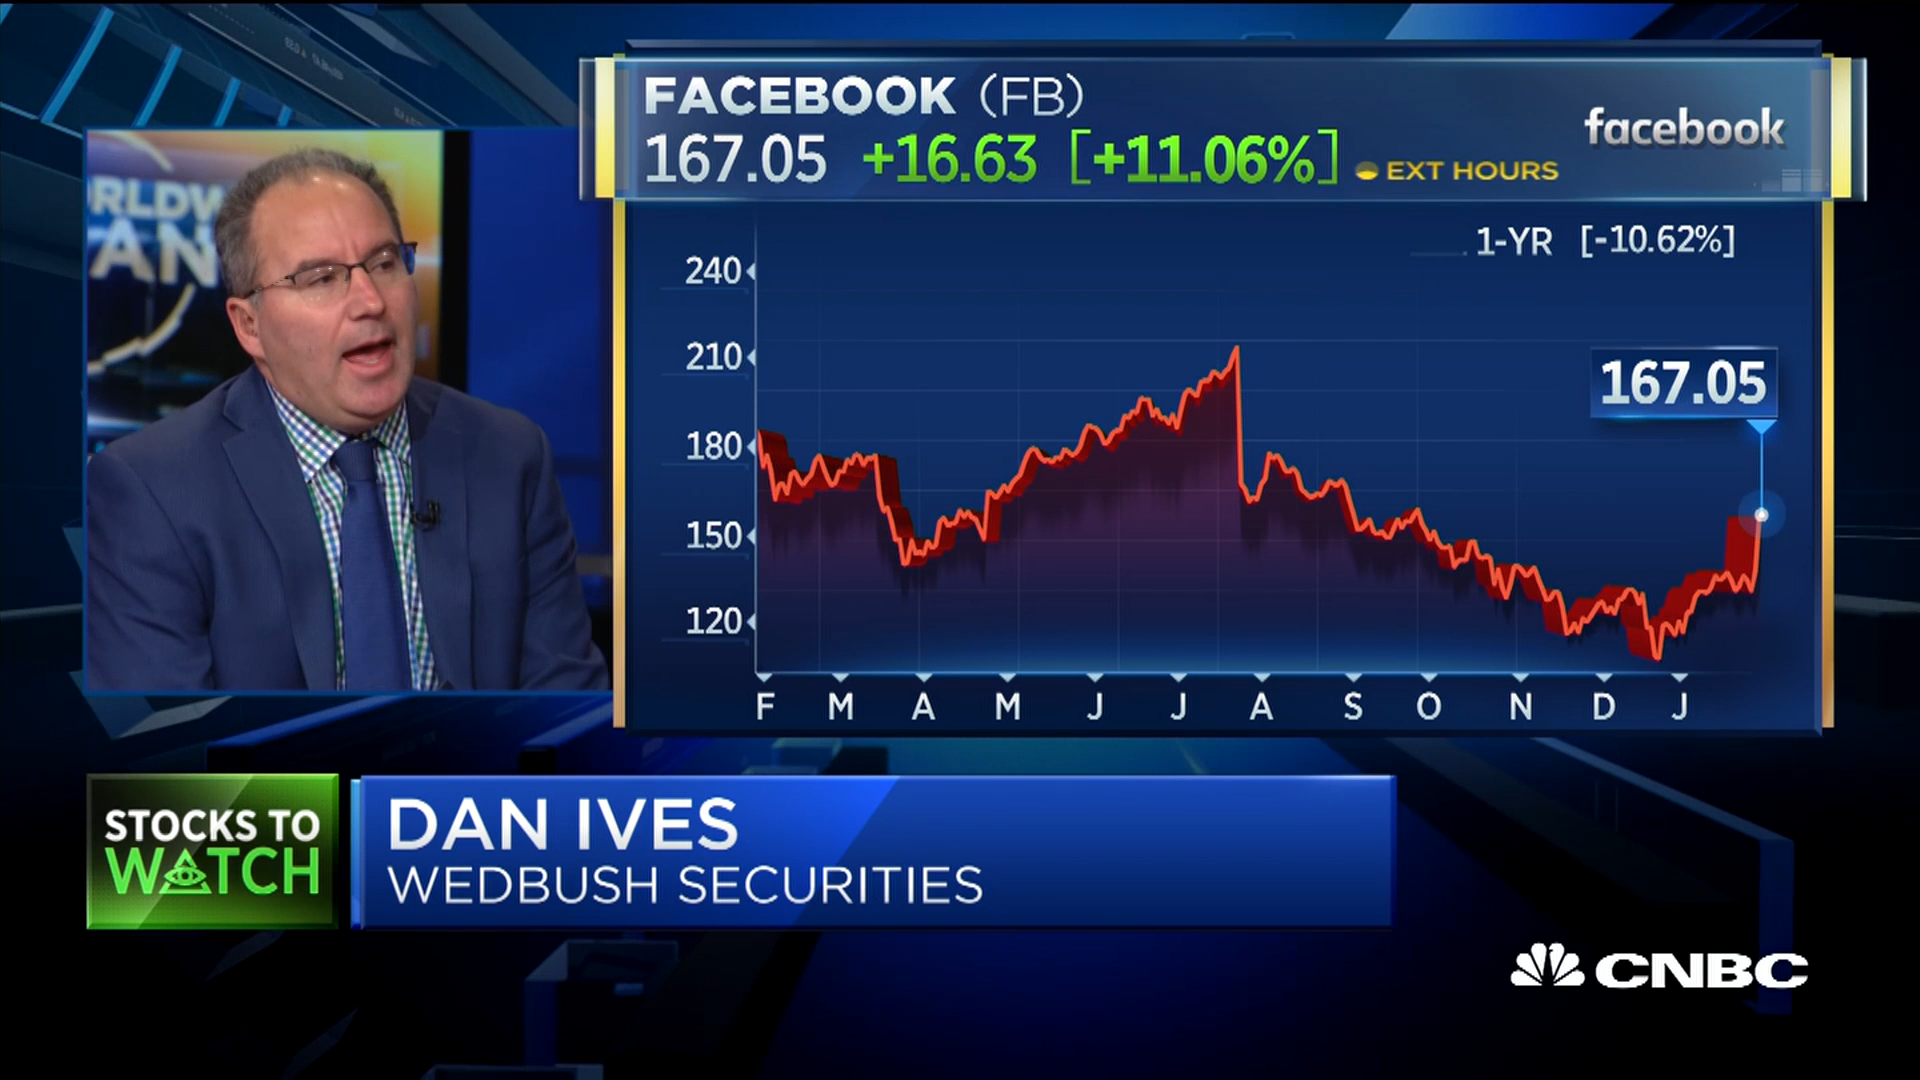 FACEBOOK (FB)
167.05 +16.63 [+11.06%] EXT HOURS
facebook
1-YR [-10.62%]
240
210
180
150
120
167.05
F M A M J J A S O N D J
STOCKS TO
WATCH
DAN IVES
WEDBUSH SECURITIES
CNBC